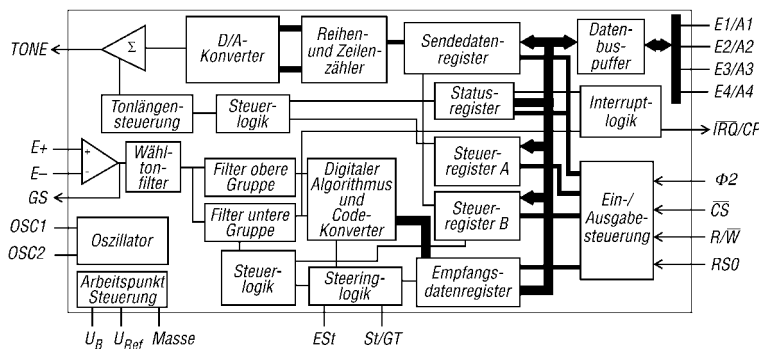 TONE
Σ
D/A-
Konverter
Reihen-
und Zeilen-
zähler
Sendedaten-
register
Daten-
bus-
puffer
E1/A1
E2/A2
E3/A3
E4/A4
Tonlängen-
steuerung
Steuer-
logik
Status-
register
Interrupt-
logik
IRQ/CP
E+
E–
GS
+
-
Wähl-
ton-
filter
Filter obere
Gruppe
Filter untere
Gruppe
Digitaler
Algorithmus
und
Code-
Konverter
Steuer-
register A
Steuer-
register B
Ein-/
Ausgabe-
steuerung
Φ2
CS
R/W
RS0
OSC1
OSC2
Oszillator
Steuer-
logik
Steering-
logik
Empfangs-
datenregister
Arbeitspunkt
Steuerung
UB
URef
Masse
ESt
St/GT